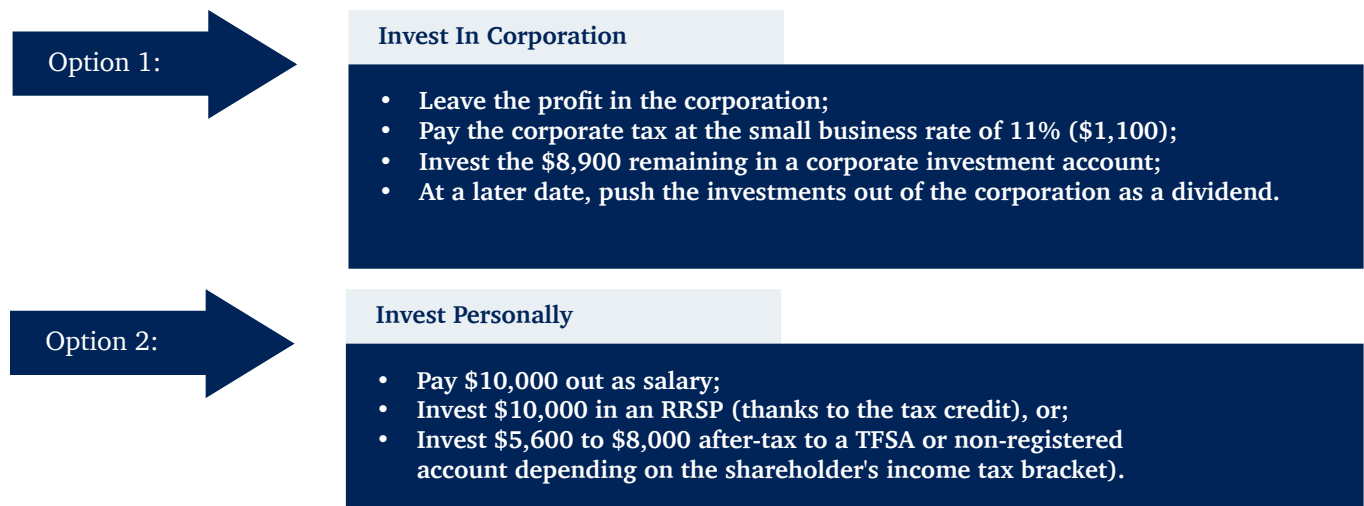 Option 1:
Invest In Corporation
• Leave the profit in the corporation;
• Pay the corporate tax at the small business rate of 11% ($1,100);
• Invest the $8,900 remaining in a corporate investment account;
• At a later date, push the investments out of the corporation as a dividend.
Option 2:
Invest Personally
• Pay $10,000 out as salary;
• Invest $10,000 in an RRSP (thanks to the tax credit), or;
• Invest $5,600 to $8,000 after-tax to a TFSA or non-registered
account depending on the shareholder's income tax bracket).